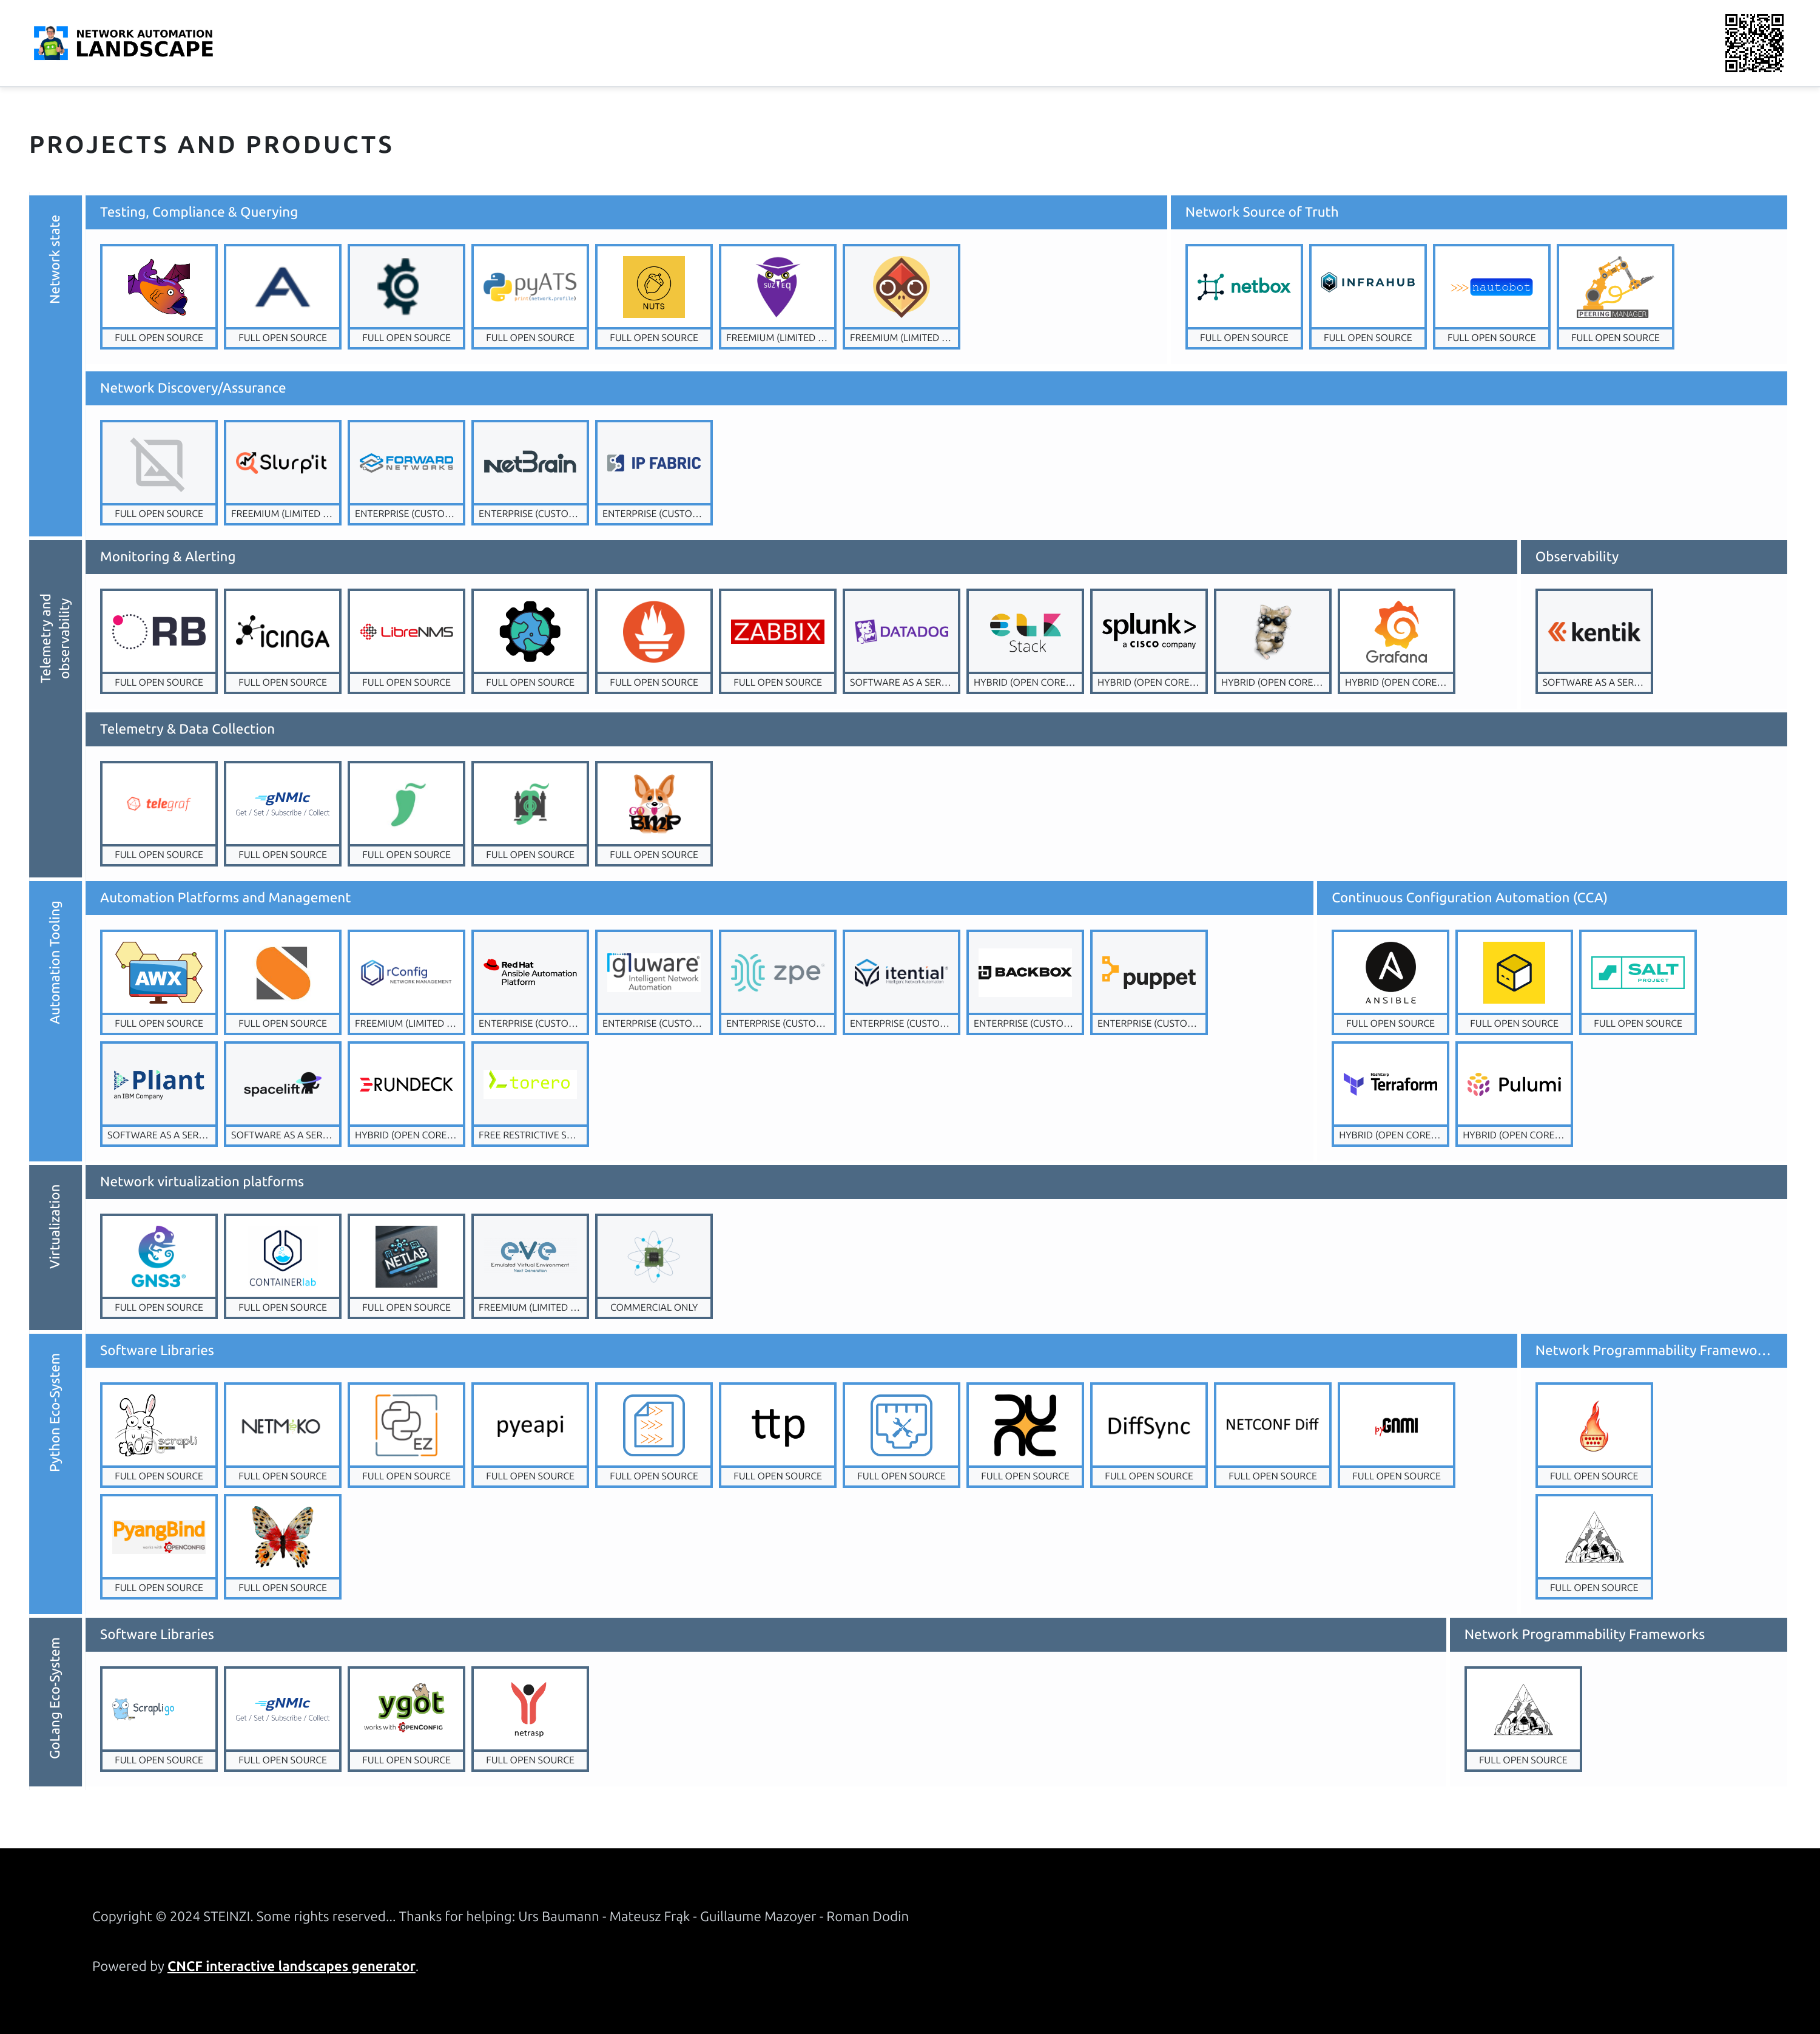 NETWORK AUTOMATION
LANDSCAPE
PROJECTS AND PRODUCTS
Network state
Testing, Compliance & Querying
pyATS
print(network.profile)
NUTS
SUZIEQ
FULL OPEN SOURCE
FULL OPEN SOURCE
FULL OPEN SOURCE
FULL OPEN SOURCE
FULL OPEN SOURCE
FREEMIUM (LIMITED ...
FREEMIUM (LIMITED ...
Network Source of Truth
netbox
INFRAHUB
>>> nautobot
PEERING MANAGER
FULL OPEN SOURCE
FULL OPEN SOURCE
FULL OPEN SOURCE
FULL OPEN SOURCE
Network Discovery/Assurance
Slurp'it
FORWARD
NETWORKS
netBrain
IP FABRIC
FULL OPEN SOURCE
FREEMIUM (LIMITED ...
ENTERPRISE (CUSTO...
ENTERPRISE (CUSTO...
ENTERPRISE (CUSTO...
Telemetry and
observability
Monitoring & Alerting
RB
ICINGA
LibreNMS
ZABBIX
DATADOG
ELK
Stack
splunk>
a CISCO company
Grafana
FULL OPEN SOURCE
FULL OPEN SOURCE
FULL OPEN SOURCE
FULL OPEN SOURCE
FULL OPEN SOURCE
FULL OPEN SOURCE
SOFTWARE AS A SER...
HYBRID (OPEN CORE...
HYBRID (OPEN CORE...
HYBRID (OPEN CORE...
HYBRID (OPEN CORE...
Observability
kentik
SOFTWARE AS A SER...
Telemetry & Data Collection
telegraf
gNMIc
Get / Set / Subscribe / Collect
GO
BMP
FULL OPEN SOURCE
FULL OPEN SOURCE
FULL OPEN SOURCE
FULL OPEN SOURCE
FULL OPEN SOURCE
Automation Tooling
Automation Platforms and Management
AWX
rConfig
NETWORK MANAGEMENT
Red Hat
Ansible Automation
Platform
gluware®
Intelligent Network
Automation
zpe
itential
Intelligent Network Automation
BACKBOX
puppet
FULL OPEN SOURCE
FULL OPEN SOURCE
FREEMIUM (LIMITED ...
ENTERPRISE (CUSTO...
ENTERPRISE (CUSTO...
ENTERPRISE (CUSTO...
ENTERPRISE (CUSTO...
ENTERPRISE (CUSTO...
ENTERPRISE (CUSTO...
Pliant
an IBM Company
spacelift
RUNDECK
torero
SOFTWARE AS A SER...
SOFTWARE AS A SER...
HYBRID (OPEN CORE...
FREE RESTRICTIVE S...
Continuous Configuration Automation (CCA)
ANSIBLE
SALT
PROJECT
FULL OPEN SOURCE
FULL OPEN SOURCE
FULL OPEN SOURCE
HashiCorp
Terraform
Pulumi
HYBRID (OPEN CORE...
HYBRID (OPEN CORE...
Virtualization
Network virtualization platforms
GNS3
CONTAINERlab
NETLAB
eve
Emulated Virtual Environment
Next Generation
FULL OPEN SOURCE
FULL OPEN SOURCE
FULL OPEN SOURCE
FREEMIUM (LIMITED ...
COMMERCIAL ONLY
Python Eco-System
Software Libraries
scrapli
NETMIKO
EZ
pyeapi
ttp
DiffSync
NETCONF Diff
pyGNMI
FULL OPEN SOURCE
FULL OPEN SOURCE
FULL OPEN SOURCE
FULL OPEN SOURCE
FULL OPEN SOURCE
FULL OPEN SOURCE
FULL OPEN SOURCE
FULL OPEN SOURCE
FULL OPEN SOURCE
FULL OPEN SOURCE
FULL OPEN SOURCE
PyangBind
works with OPENCONFIG
FULL OPEN SOURCE
FULL OPEN SOURCE
Network Programmability Framewo...
FULL OPEN SOURCE
FULL OPEN SOURCE
GoLang Eco-System
Software Libraries
Scrapligo
gNMIc
Get / Set / Subscribe / Collect
ygot
works with OPENCONFIG
netrasp
FULL OPEN SOURCE
FULL OPEN SOURCE
FULL OPEN SOURCE
FULL OPEN SOURCE
Network Programmability Frameworks
FULL OPEN SOURCE
Copyright © 2024 STEINZI. Some rights reserved... Thanks for helping: Urs Baumann - Mateusz Frąk - Guillaume Mazoyer - Roman Dodin
Powered by CNCF interactive landscapes generator.